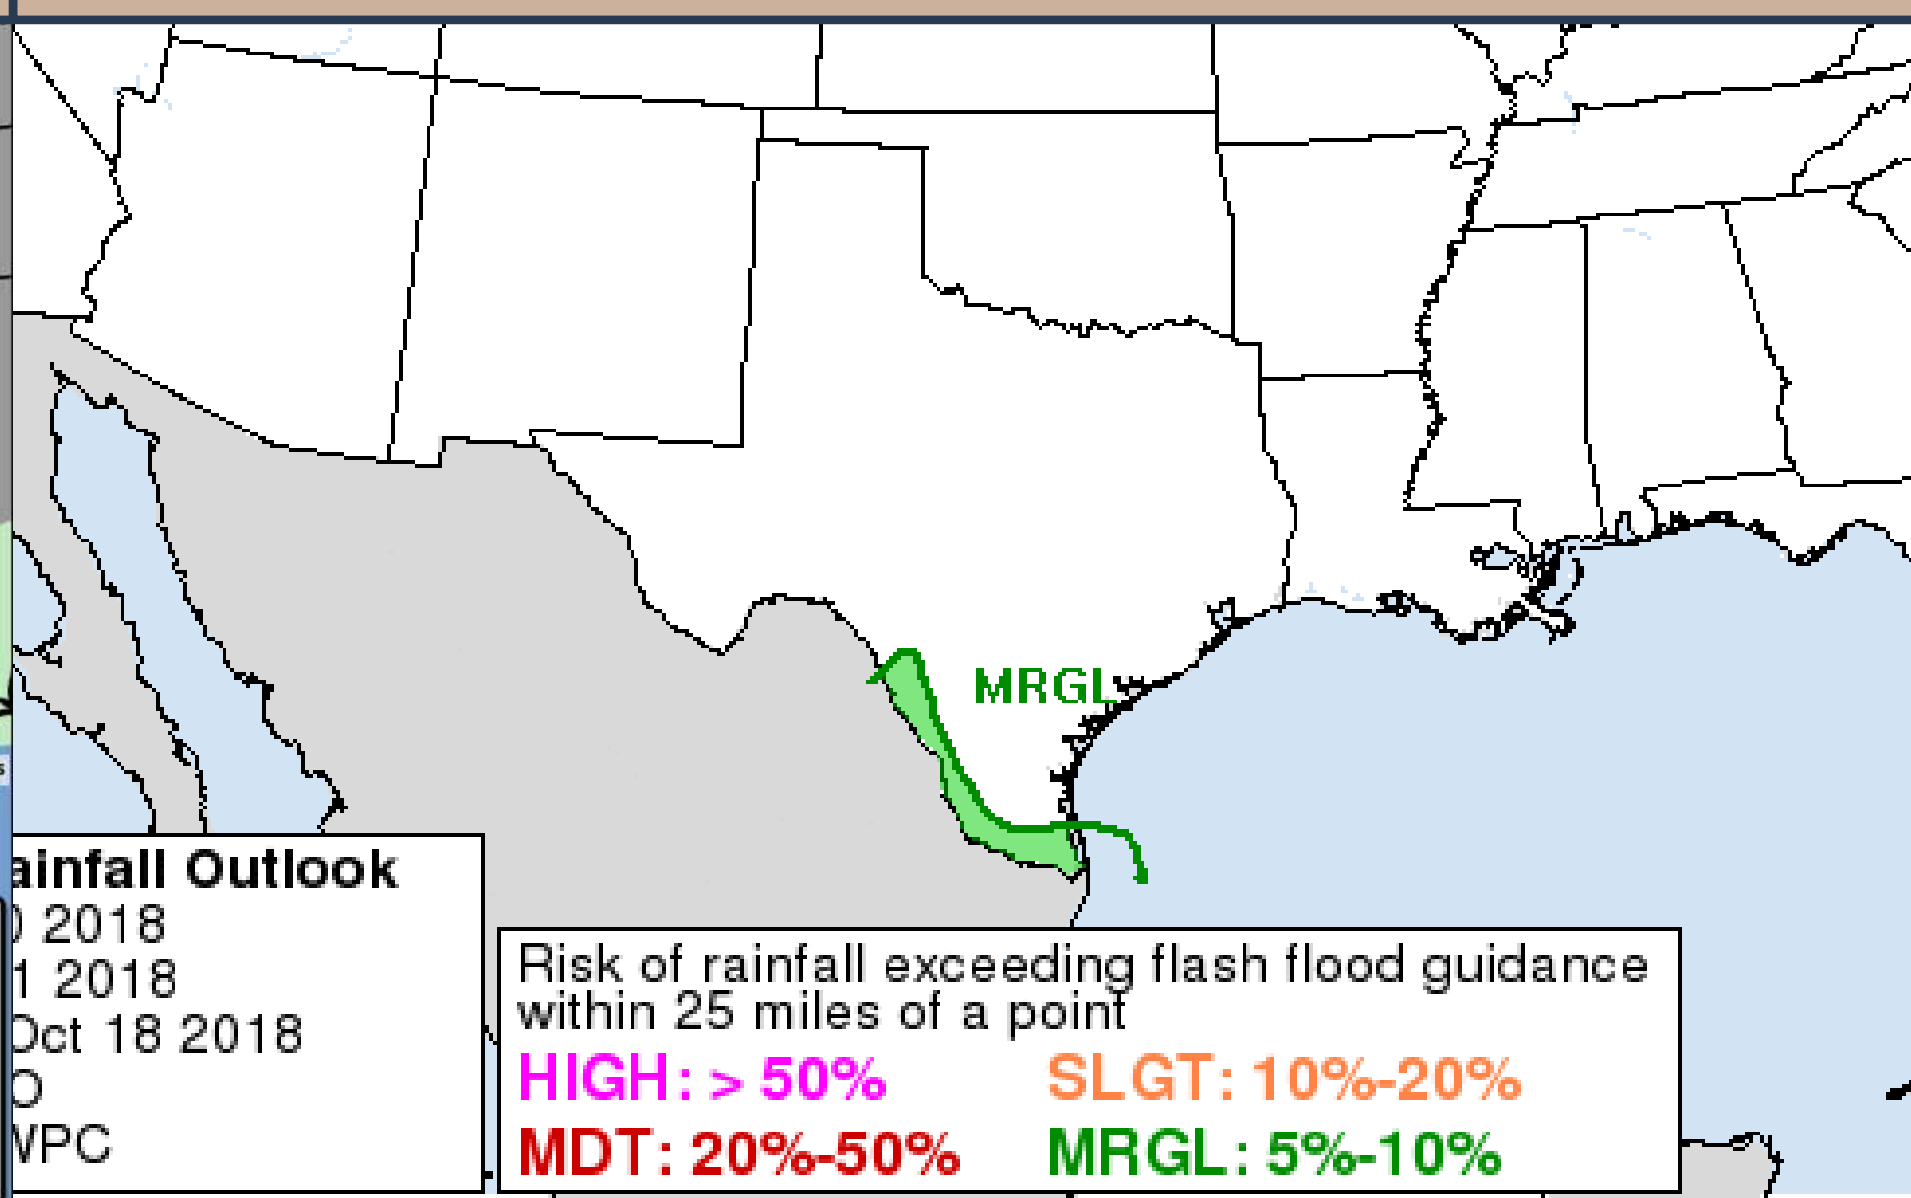 MRGL
ainfall Outlook
0 2018
1 2018
Oct 18 2018
O
WPC
Risk of rainfall exceeding flash flood guidance
within 25 miles of a point
HIGH: > 50% SLGT: 10%-20%
MDT: 20%-50% MRGL: 5%-10%